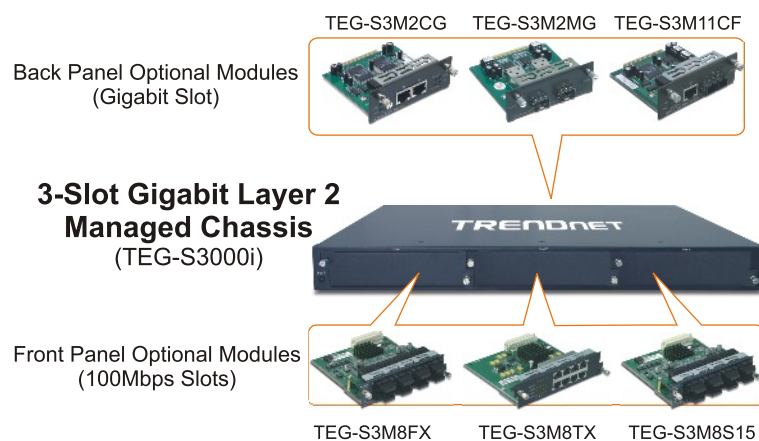 TEG-S3M2CG TEG-S3M2MG TEG-S3M11CF
Back Panel Optional Modules
(Gigabit Slot)
3-Slot Gigabit Layer 2
Managed Chassis
(TEG-S3000i)
TRENDNET
Front Panel Optional Modules
(100Mbps Slots)
TEG-S3M8FX TEG-S3M8TX TEG-S3M8S15